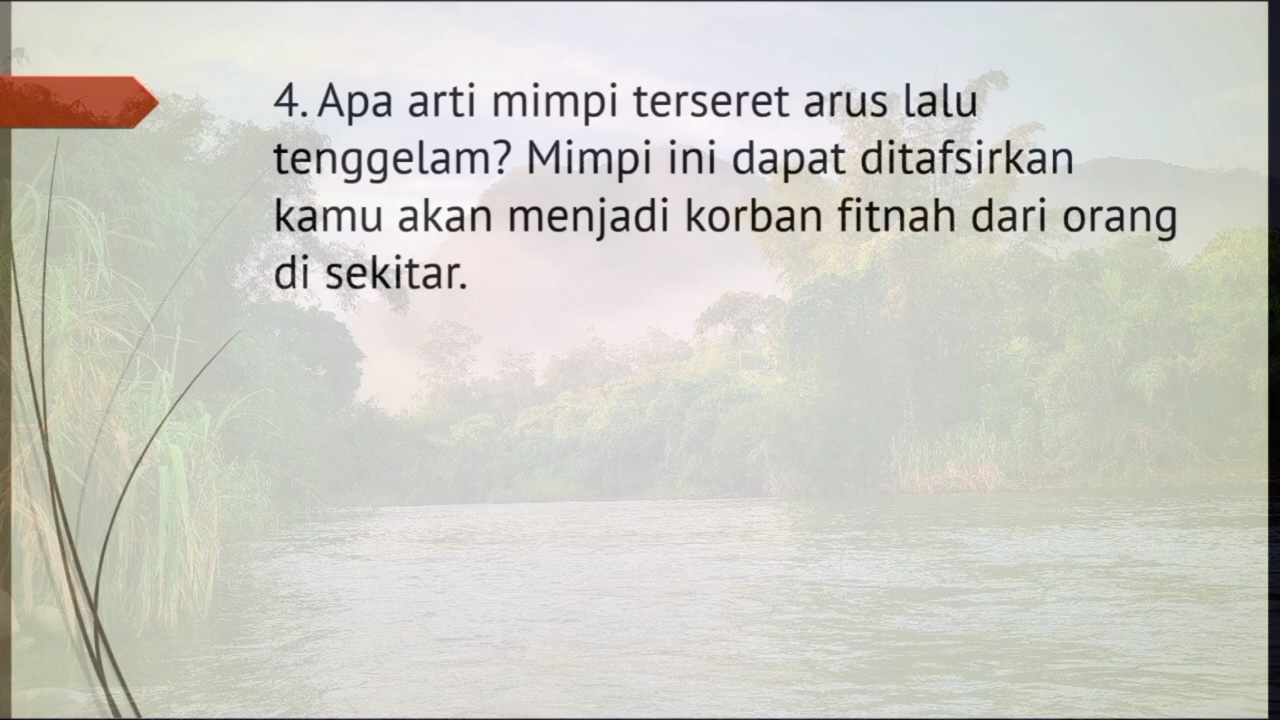 4. Apa arti mimpi terseret arus lalu
tenggelam? Mimpi ini dapat ditafsirkan
kamu akan menjadi korban fitnah dari orang
di sekitar.